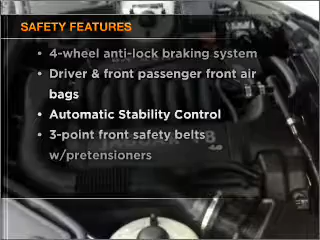 SAFETY FEATURES
• 4-wheel anti-lock braking system
• Driver & front passenger front air
bags
• Automatic Stability Control
• 3-point front safety belts
w/pretensioners